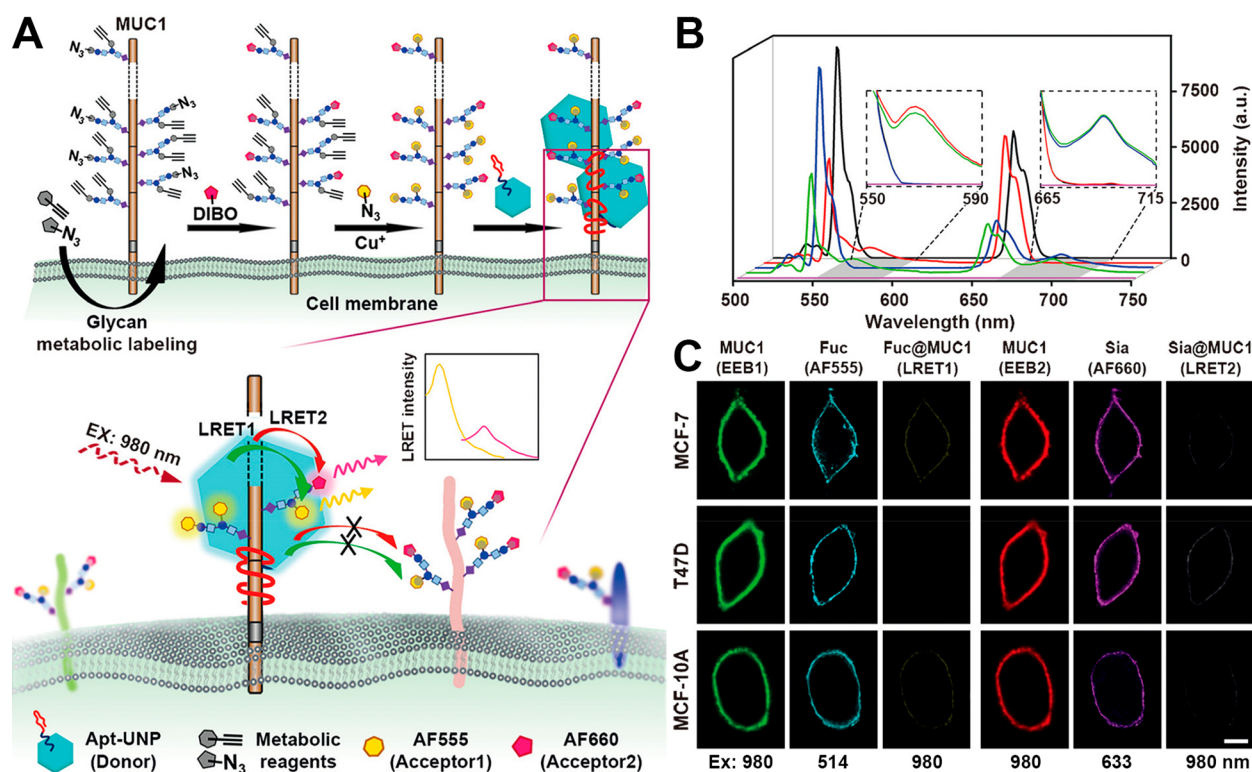 A
MUC1
N3
N3
N3
N3
N3
N3
DIBO
N3
Cu+
Cell membrane
Glycan
metabolic labeling
EX: 980 nm
LRET1
LRET2
LRET intensity
Apt-UNP
(Donor)
N3
Metabolic
reagents
AF555
(Acceptor1)
AF660
(Acceptor2)
B
7500
5000
2500
0
Intensity (a.u.)
550
590
665
715
500
550
600
650
700
750
Wavelength (nm)
C
MUC1
(EEB1)
Fuc
(AF555)
Fuc@MUC1
(LRET1)
MUC1
(EEB2)
Sia
(AF660)
Sia@MUC1
(LRET2)
MCF-7
T47D
MCF-10A
Ex: 980
514
980
980
633
980 nm